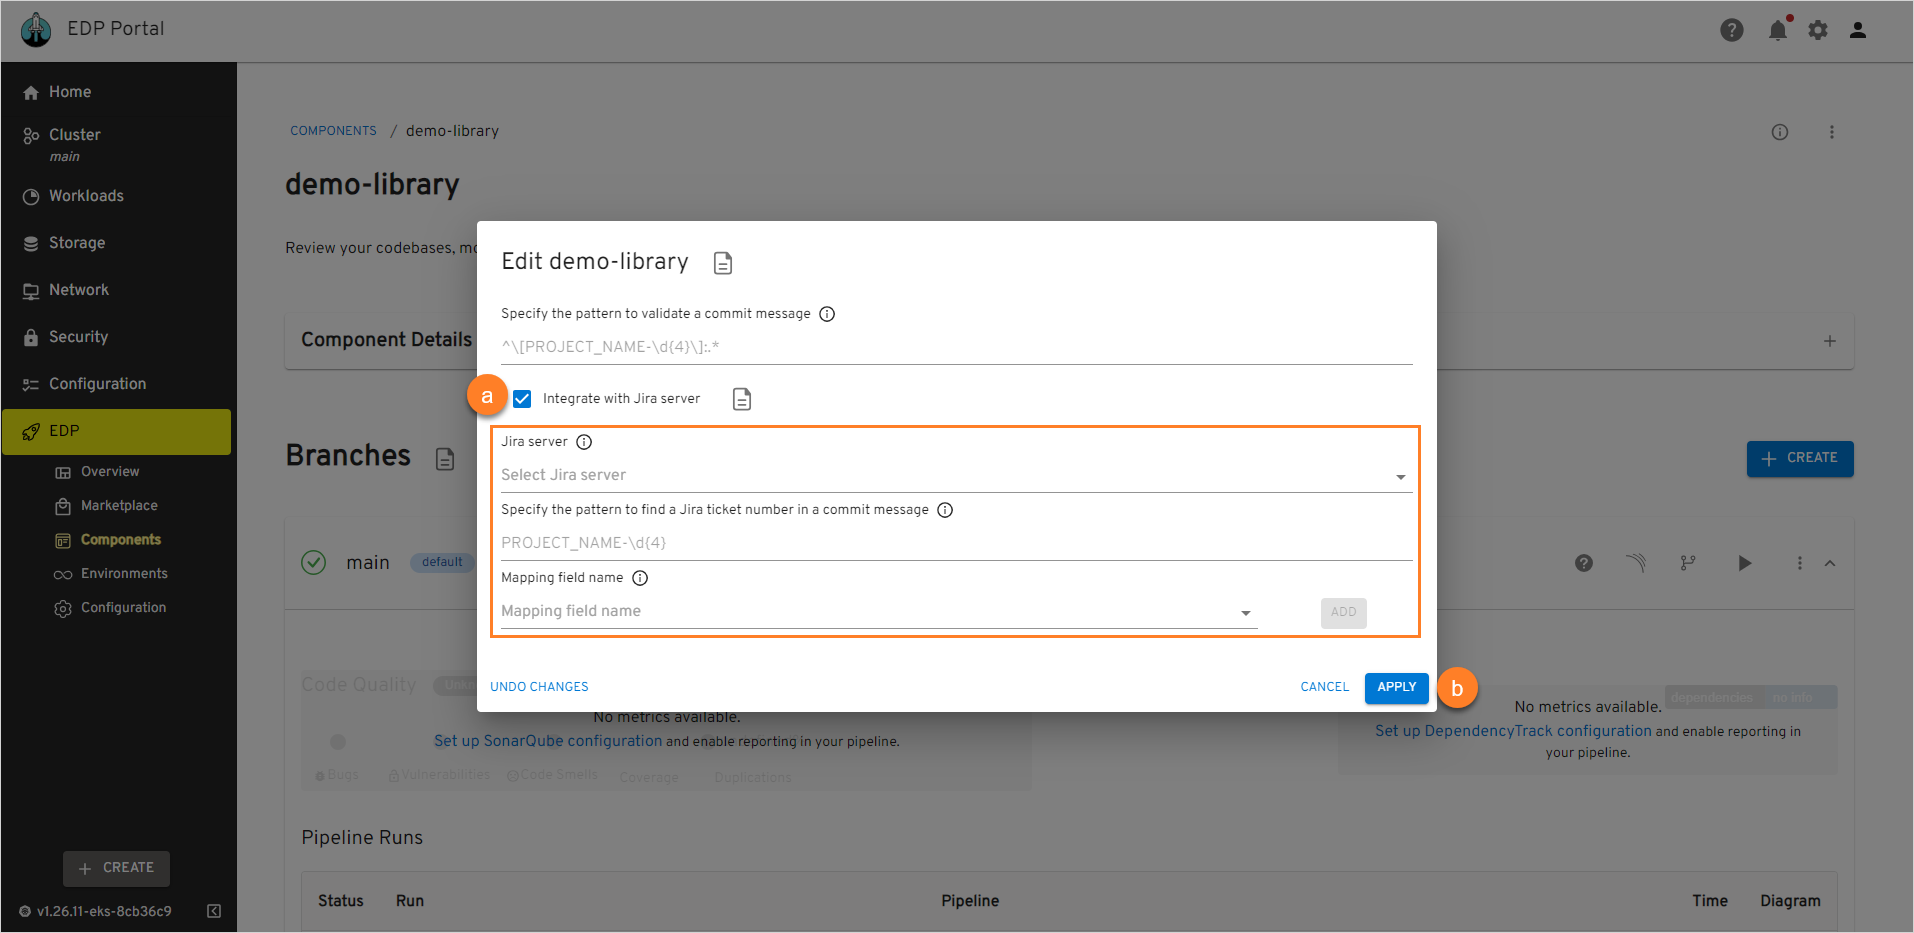 EDP Portal
Home
Cluster
main
Workloads
Storage
Network
Security
Configuration
EDP
Overview
Marketplace
Components
Environments
Configuration
CREATE
v1.26.11-eks-8cb36c9
COMPONENTS / demo-library
demo-library
Review your codebases,
Component Details
Branches
CREATE
main default
Code Quality
No metrics available.
Set up SonarQube configuration and enable reporting in your pipeline.
Bugs Vulnerabilities Code Smells Coverage Duplications
dependencies no info
No metrics available.
Set up DependencyTrack configuration and enable reporting in
your pipeline.
Pipeline Runs
Status Run Pipeline Time Diagram
Edit demo-library
Specify the pattern to validate a commit message
^\[PROJECT_NAME-\d{4}\]:.*
a
Integrate with Jira server
Jira server
Select Jira server
Specify the pattern to find a Jira ticket number in a commit message
PROJECT_NAME-\d{4}
Mapping field name
Mapping field name
ADD
UNDO CHANGES
CANCEL
APPLY
b